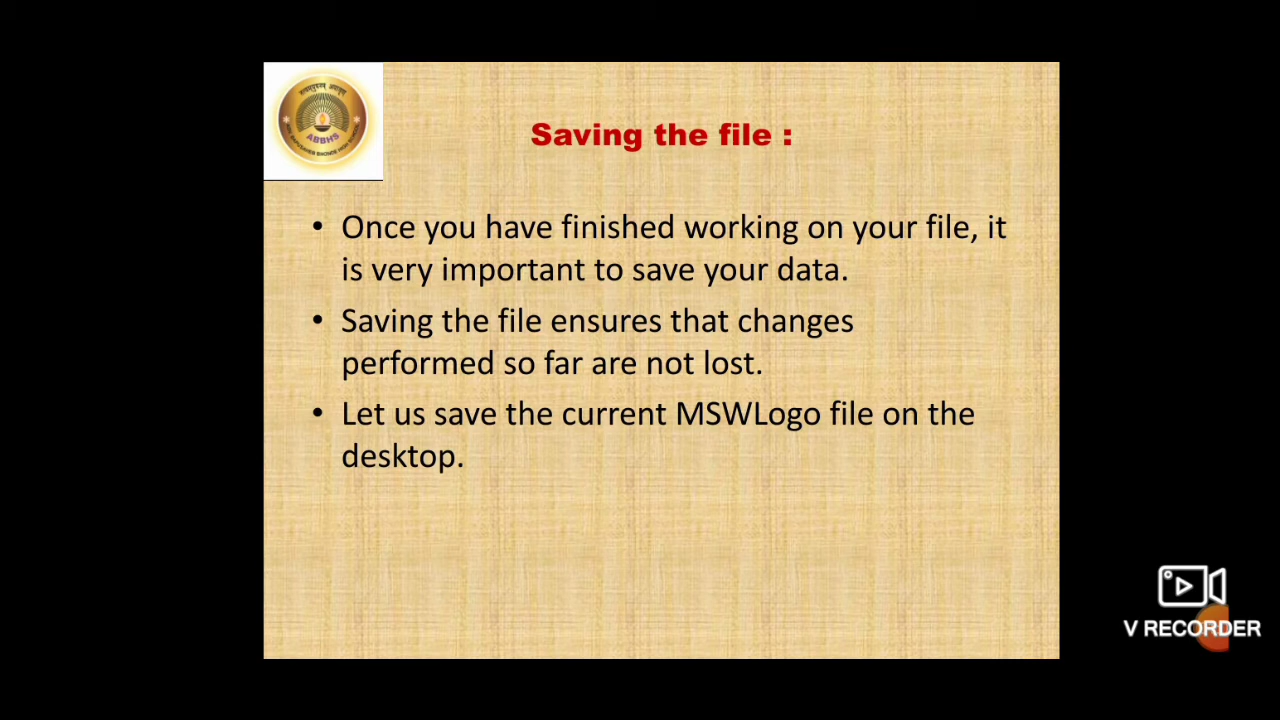 ABBHS
Saving the file :
• Once you have finished working on your file, it
is very important to save your data.
• Saving the file ensures that changes
performed so far are not lost.
• Let us save the current MSWLogo file on the
desktop.
V RECORDER